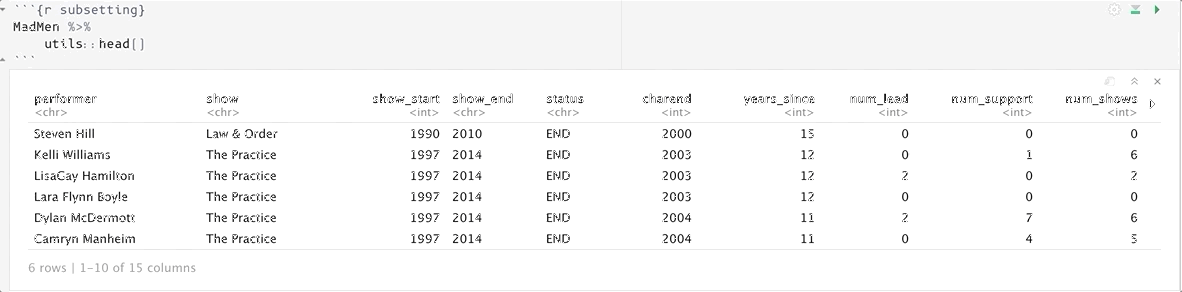 ```{r subsetting}
MadMen %>%
utils::head[]
```
performer show show_start show_end status charend years_since num_lead num_support num_shows
<chr> <chr> <int> <chr> <chr> <int> <int> <int> <int> <int>
Steven Hill Law & Order 1990 2010 END 2000 15 0 0 0
Kelli Williams The Practice 1997 2014 END 2003 12 0 1 6
LisaGay Hamilton The Practice 1997 2014 END 2003 12 2 0 2
Lara Flynn Boyle The Practice 1997 2014 END 2003 12 0 0 0
Dylan McDermott The Practice 1997 2014 END 2004 11 2 7 6
Camryn Manheim The Practice 1997 2014 END 2004 11 0 4 5
6 rows | 1-10 of 15 columns